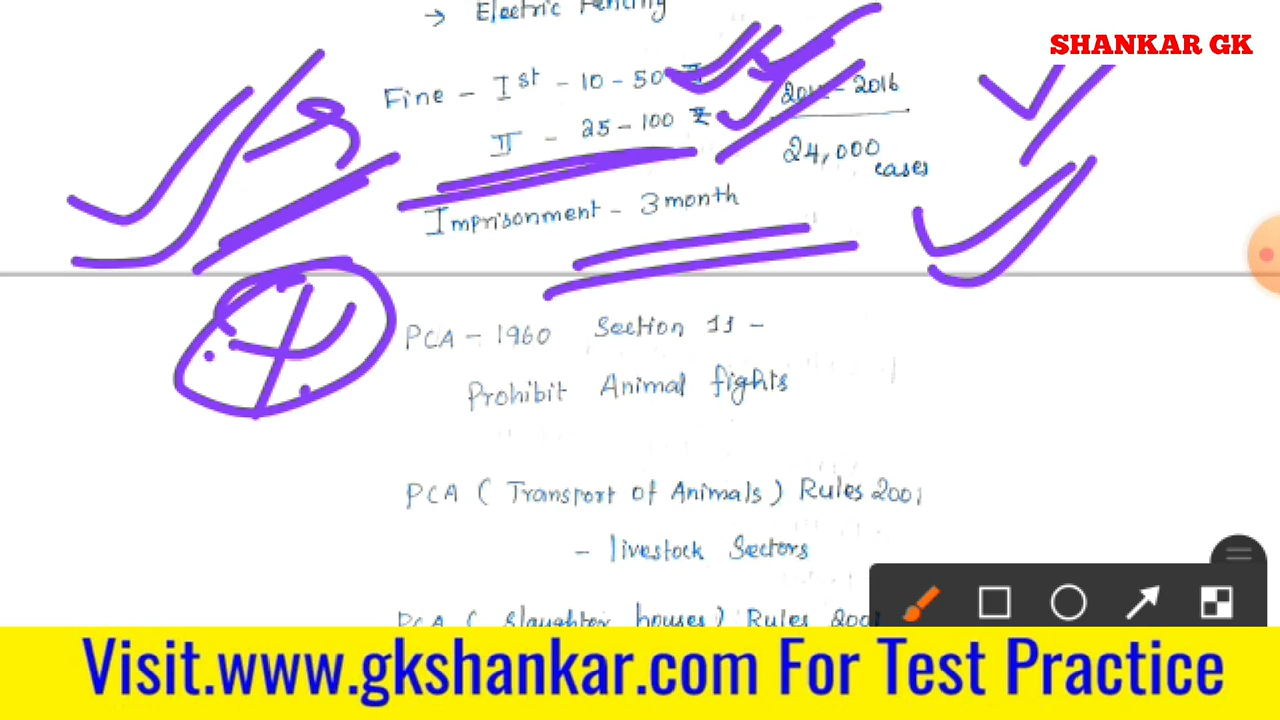 → Electric Fencing
SHANKAR GK
Fine - Ist - 10 - 50 ₹
II - 25 - 100 ₹
- 2016
24,000
cases
Imprisonment - 3 month
PCA - 1960 Section 11 -
Prohibit Animal fights
PCA ( Transport of Animals ) Rules 2001
- livestock Sectors
PCA ( slaughter houses ) Rules 2001
Visit.www.gkshankar.com For Test Practice